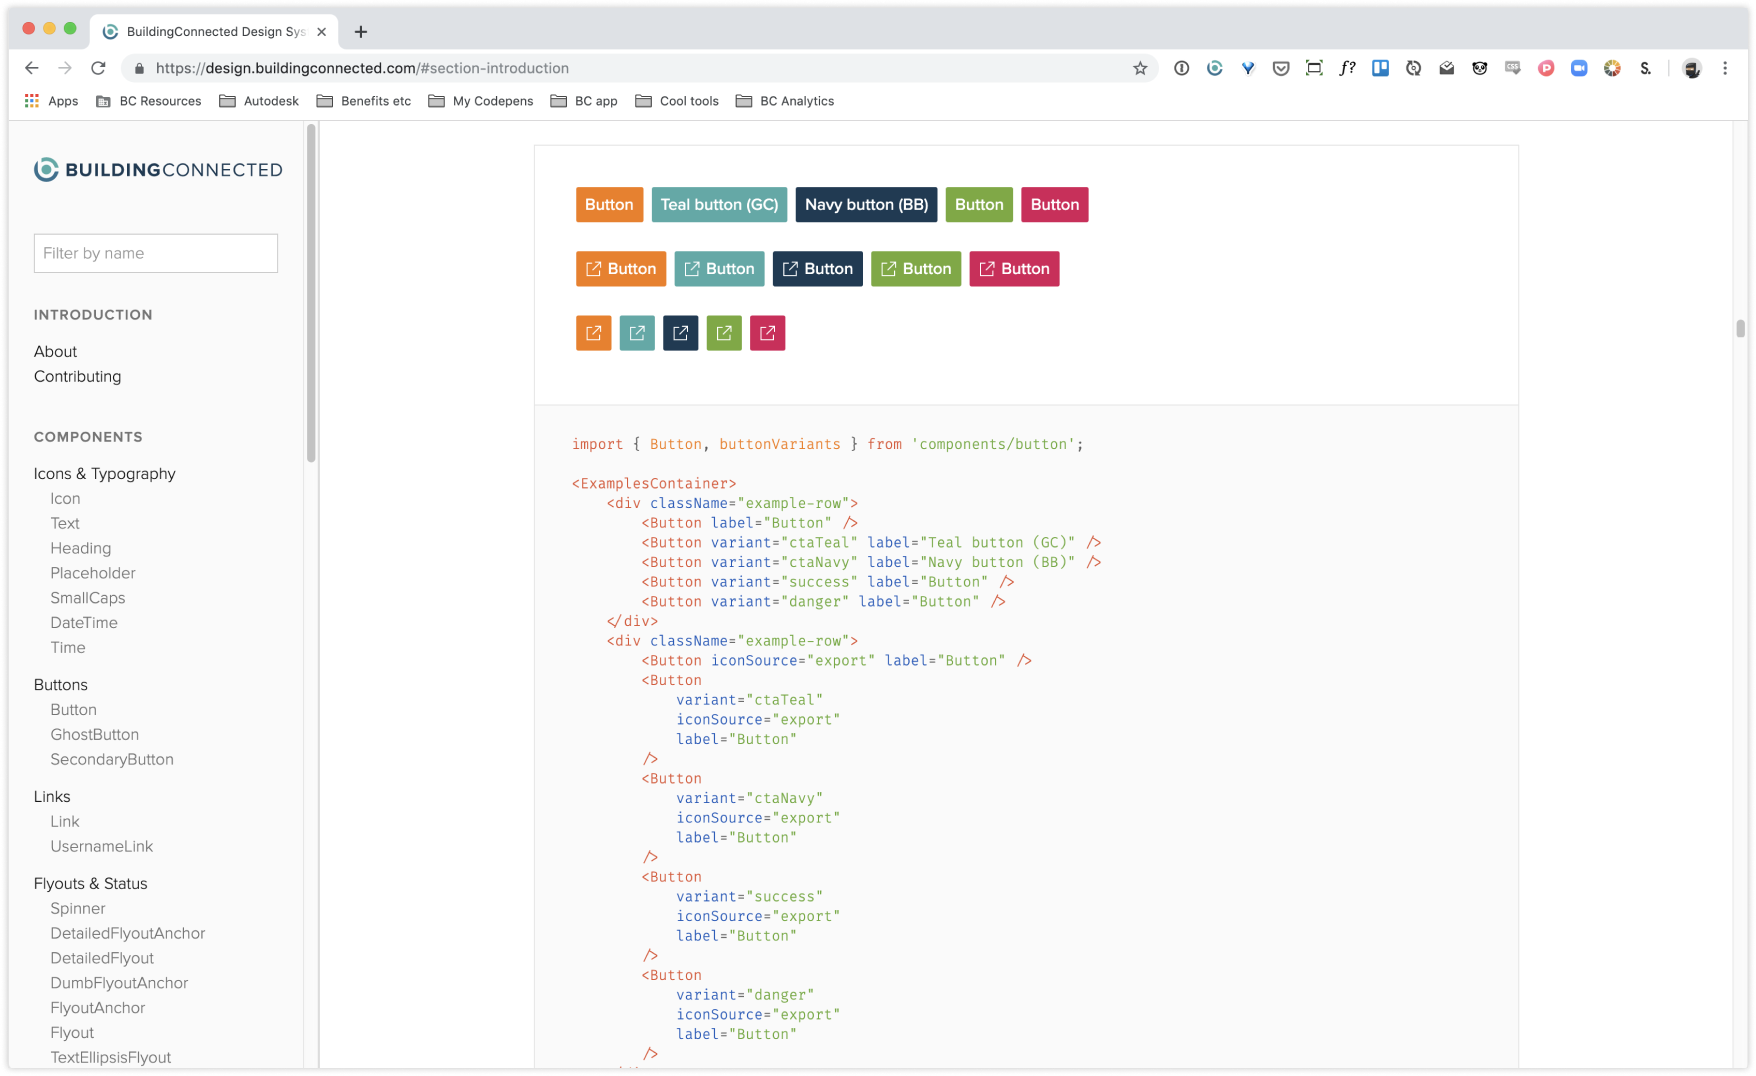 BuildingConnected Design Sys
https://design.buildingconnected.com/#section-introduction
f?
CSS
P
S.
Apps
BC Resources
Autodesk
Benefits etc
My Codepens
BC app
Cool tools
BC Analytics
BUILDINGCONNECTED
Filter by name
INTRODUCTION
About
Contributing
COMPONENTS
Icons & Typography
Icon
Text
Heading
Placeholder
SmallCaps
DateTime
Time
Buttons
Button
GhostButton
SecondaryButton
Links
Link
UsernameLink
Flyouts & Status
Spinner
DetailedFlyoutAnchor
DetailedFlyout
DumbFlyoutAnchor
FlyoutAnchor
Flyout
TextEllipsisFlyout
Button Teal button (GC) Navy button (BB) Button Button
Button Button Button Button Button
import { Button, buttonVariants } from 'components/button';
<ExamplesContainer>
<div className="example-row">
<Button label="Button" />
<Button variant="ctaTeal" label="Teal button (GC)" />
<Button variant="ctaNavy" label="Navy button (BB)" />
<Button variant="success" label="Button" />
<Button variant="danger" label="Button" />
</div>
<div className="example-row">
<Button iconSource="export" label="Button" />
<Button
variant="ctaTeal"
iconSource="export"
label="Button"
/>
<Button
variant="ctaNavy"
iconSource="export"
label="Button"
/>
<Button
variant="success"
iconSource="export"
label="Button"
/>
<Button
variant="danger"
iconSource="export"
label="Button"
/>